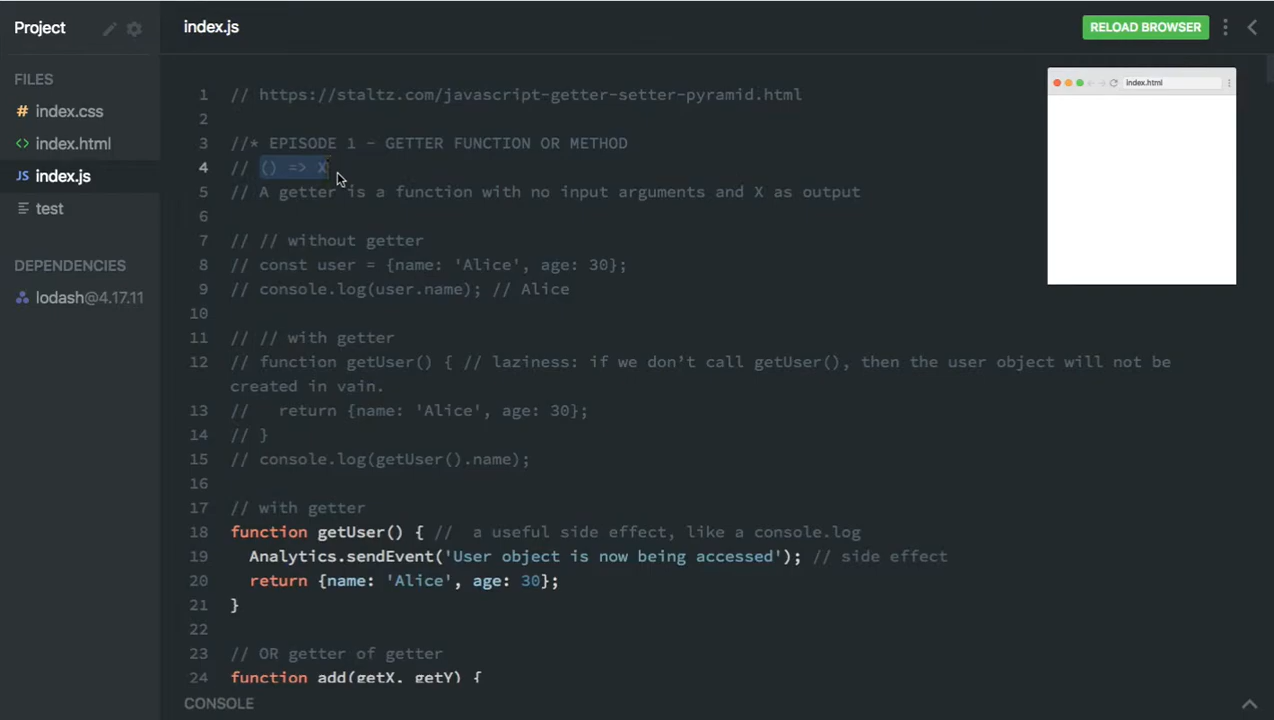 Project
index.js
RELOAD BROWSER
FILES
# index.css
<> index.html
JS index.js
test
DEPENDENCIES
lodash@4.17.11
index.html
1 // https://staltz.com/javascript-getter-setter-pyramid.html
2
3 //* EPISODE 1 - GETTER FUNCTION OR METHOD
4 // () => X
5 // A getter is a function with no input arguments and X as output
6
7 // // without getter
8 // const user = {name: 'Alice', age: 30};
9 // console.log(user.name); // Alice
10
11 // // with getter
12 // function getUser() { // laziness: if we don’t call getUser(), then the user object will not be
created in vain.
13 //   return {name: 'Alice', age: 30};
14 // }
15 // console.log(getUser().name);
16
17 // with getter
18 function getUser() { //  a useful side effect, like a console.log
19   Analytics.sendEvent('User object is now being accessed'); // side effect
20   return {name: 'Alice', age: 30};
21 }
22
23 // OR getter of getter
24 function add(getX, getY) {
CONSOLE